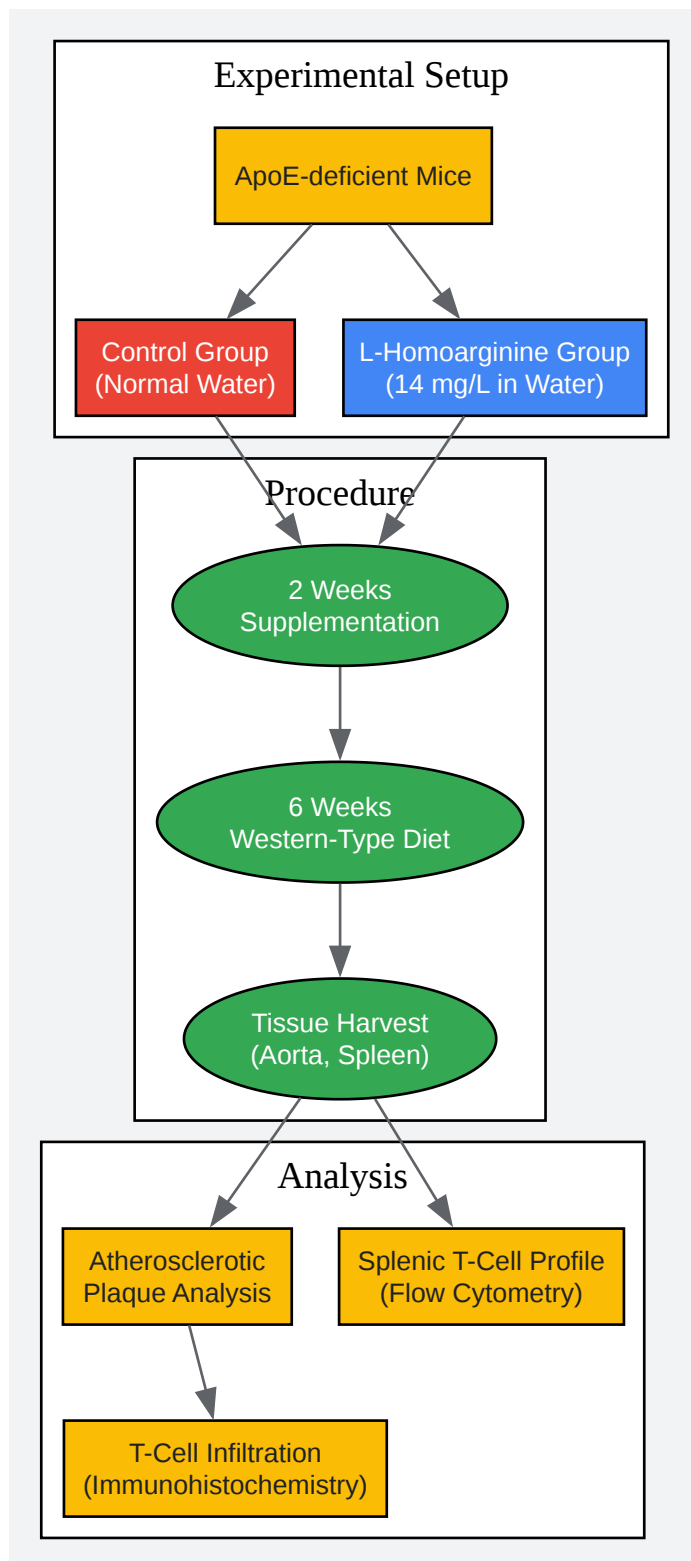 Experimental Setup
ApoE-deficient Mice
Control Group
(Normal Water)
L-Homoarginine Group
(14 mg/L in Water)
Procedure
2 Weeks
Supplementation
6 Weeks
Western-Type Diet
Tissue Harvest
(Aorta, Spleen)
Analysis
Atherosclerotic
Plaque Analysis
Splenic T-Cell Profile
(Flow Cytometry)
T-Cell Infiltration
(Immunohistochemistry)